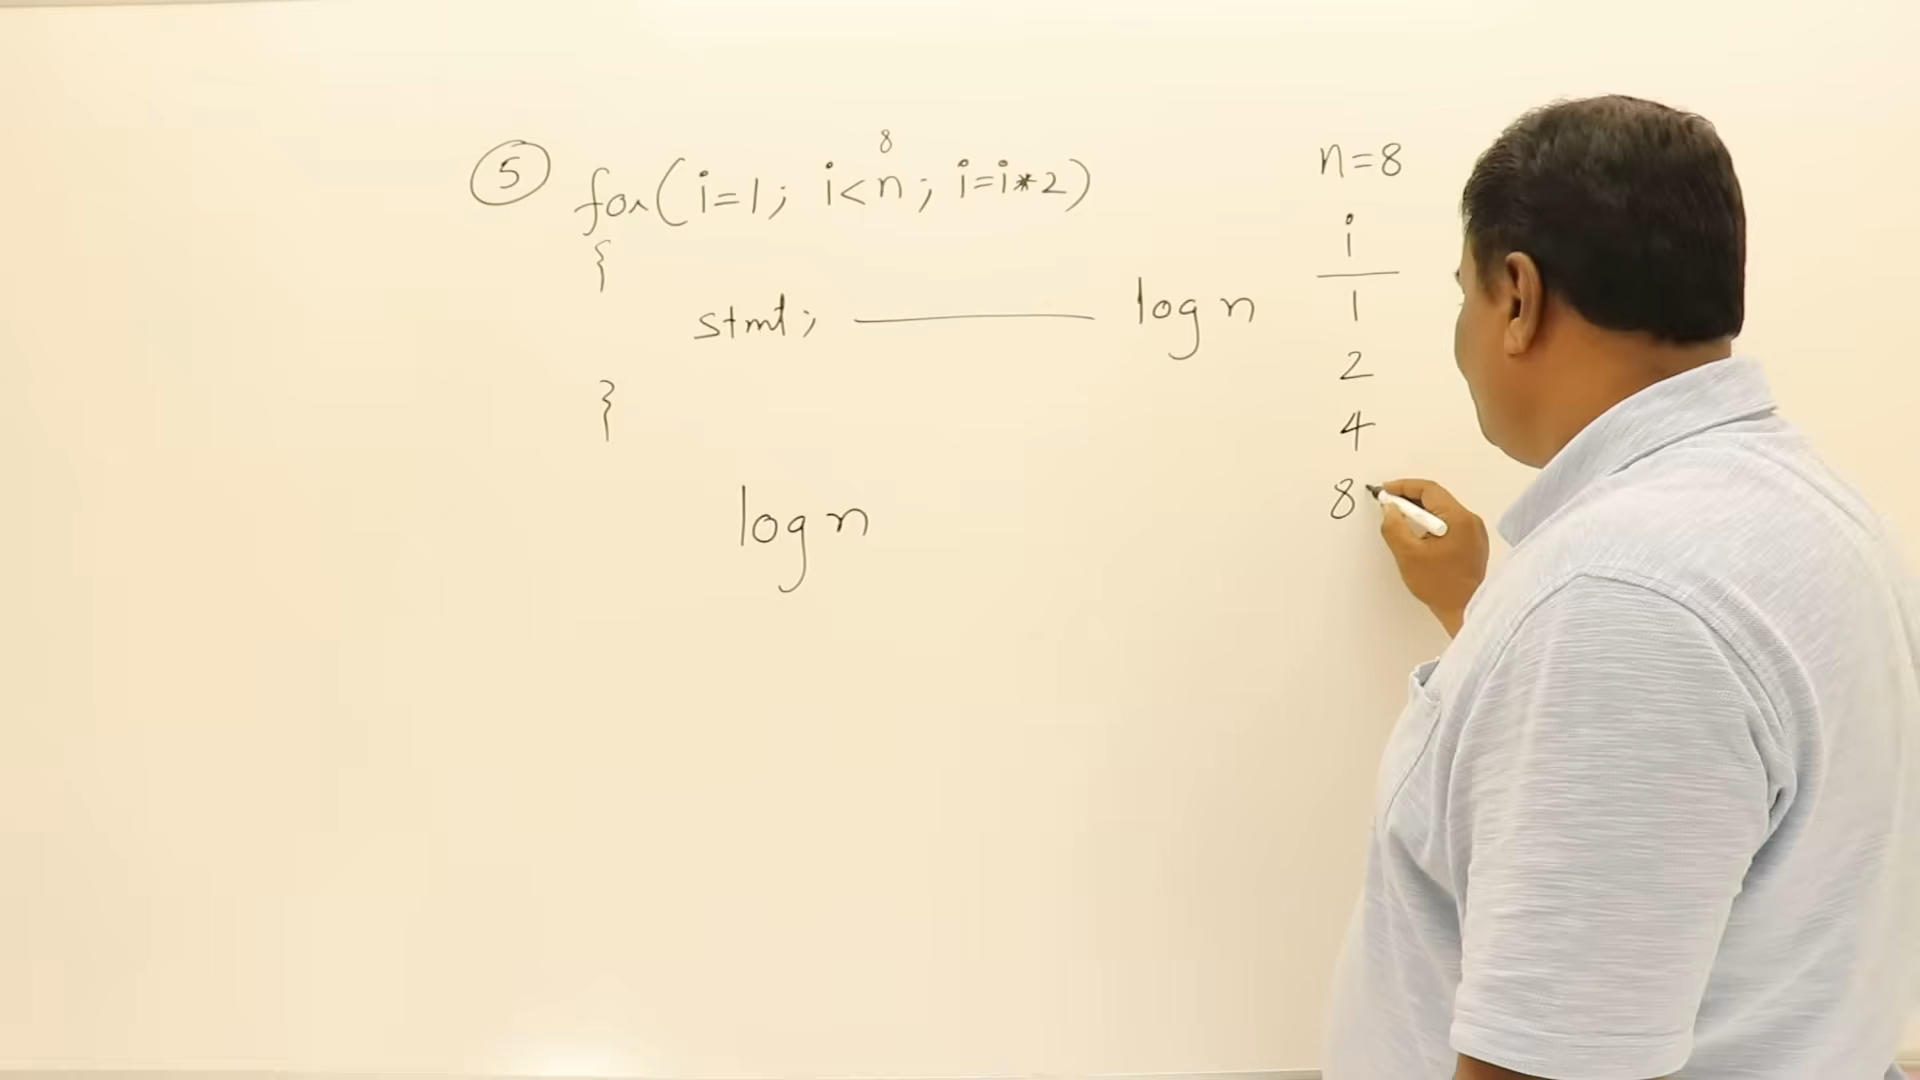 8
5 for(i=1; i<n; i=i*2)
{
stmt; log n
}
log n
n=8
i
1
2
4
8